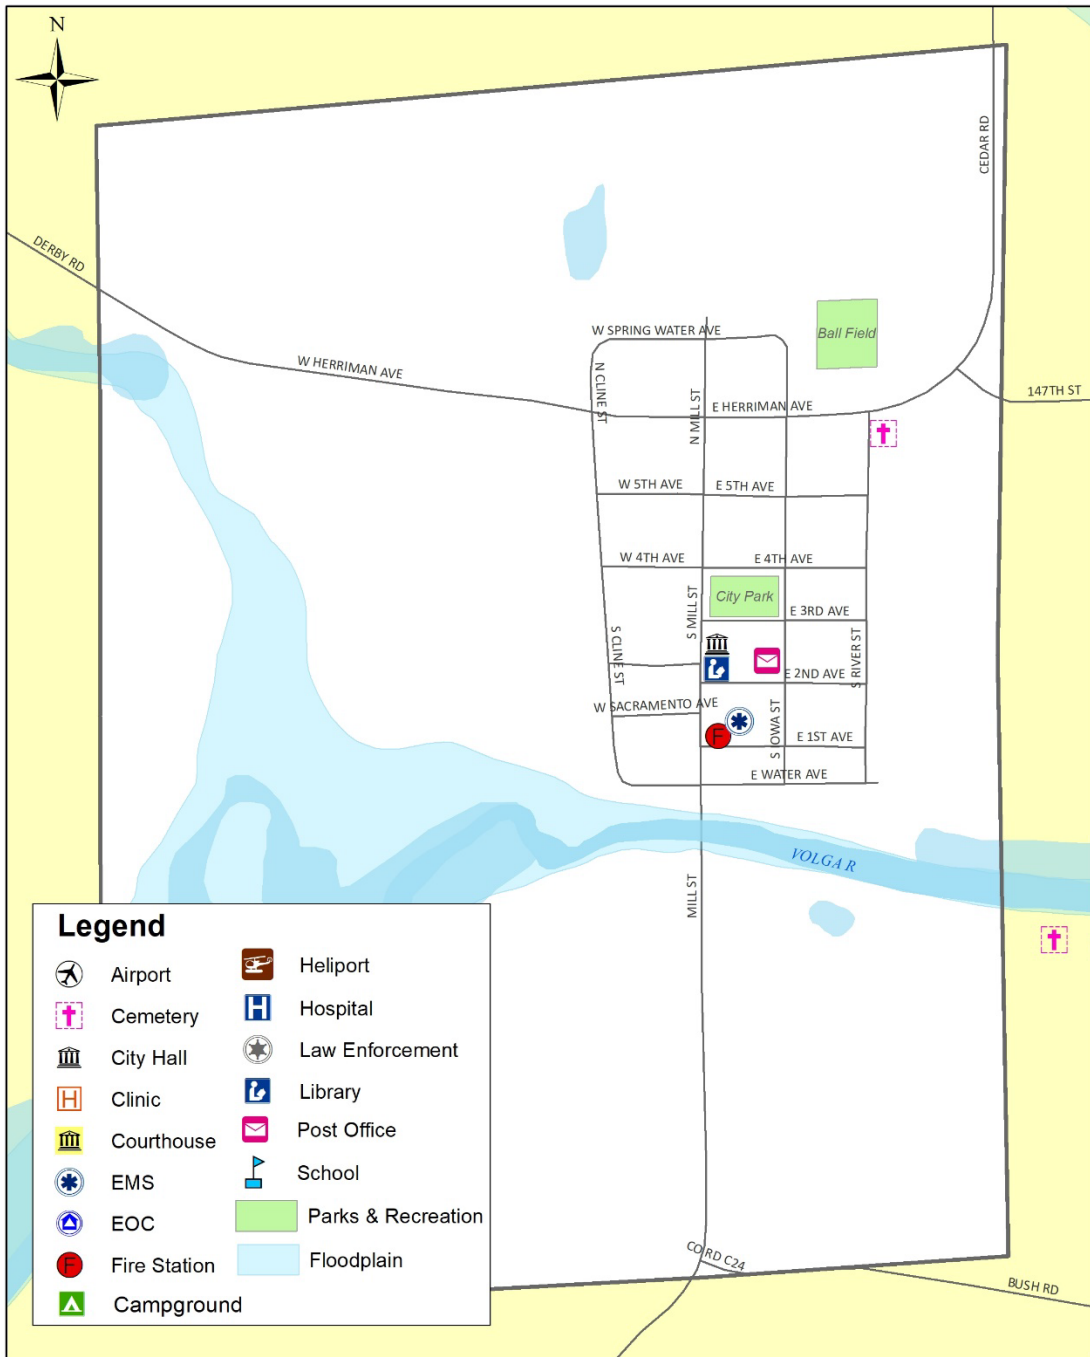 N
CEDAR RD
DERBY RD
W SPRING WATER AVE
Ball Field
W HERRIMAN AVE
N CLINE ST
N MILL ST
E HERRIMAN AVE
147TH ST
W 5TH AVE
E 5TH AVE
W 4TH AVE
E 4TH AVE
City Park
S MILL ST
E 3RD AVE
S CLINE ST
S RIVER ST
E 2ND AVE
W SACRAMENTO AVE
S IOWA ST
F
E 1ST AVE
E WATER AVE
VOLGA R
MILL ST
Legend
Airport
Cemetery
City Hall
H
Clinic
Courthouse
EMS
EOC
F
Fire Station
Campground
Heliport
H
Hospital
Law Enforcement
Library
Post Office
School
Parks & Recreation
Floodplain
CO RD C24
BUSH RD